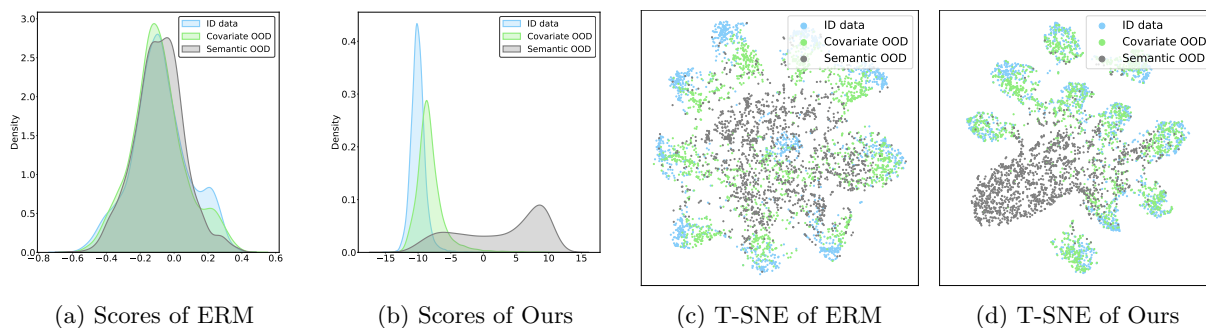 ID data
Covariate OOD
Semantic OOD
Density
3.0
2.5
2.0
1.5
1.0
0.5
0.0
−0.8 −0.6 −0.4 −0.2 0.0 0.2 0.4 0.6
(a) Scores of ERM
ID data
Covariate OOD
Semantic OOD
Density
0.4
0.3
0.2
0.1
0.0
−15 −10 −5 0 5 10 15
(b) Scores of Ours
ID data
Covariate OOD
Semantic OOD
(c) T-SNE of ERM
ID data
Covariate OOD
Semantic OOD
(d) T-SNE of Ours